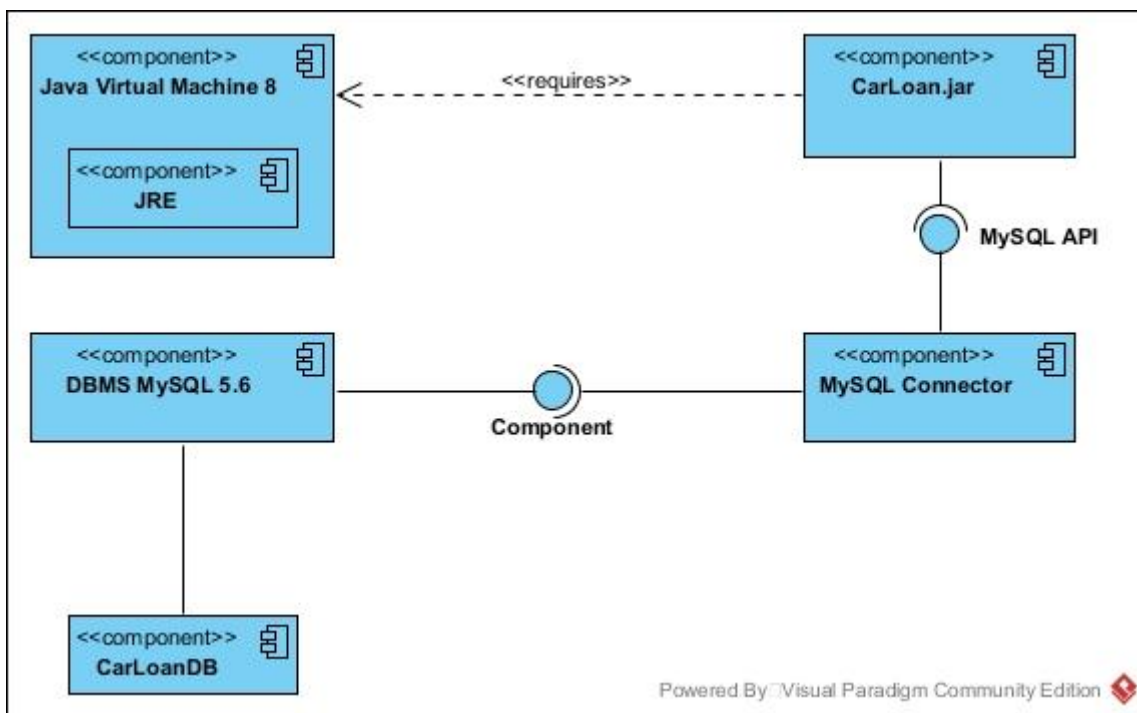 <<component>>
Java Virtual Machine 8
<<component>>
JRE
<<requires>>
<<component>>
CarLoan.jar
MySQL API
<<component>>
DBMS MySQL 5.6
Component
<<component>>
MySQL Connector
<<component>>
CarLoanDB
Powered By Visual Paradigm Community Edition